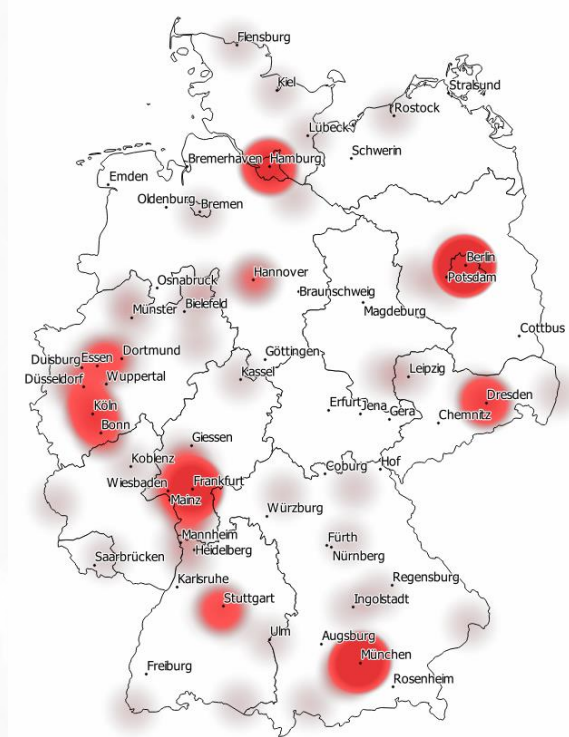 Flensburg
Kiel
Stralsund
Rostock
Lübeck
Schwerin
Bremerhaven Hamburg
Emden
Oldenburg Bremen
Berlin
Hannover
Potsdam
Osnabrück
Braunschweig
Bielefeld
Münster
Magdeburg
Cottbus
Dortmund
Göttingen
Duisburg Essen
Kassel
Leipzig
Düsseldorf Wuppertal
Dresden
Köln
Erfurt Jena Gera
Chemnitz
Bonn
Giessen
Koblenz
Coburg Hof
Wiesbaden Frankfurt
Mainz
Würzburg
Mannheim
Fürth
Heidelberg
Nürnberg
Saarbrücken
Karlsruhe
Regensburg
Stuttgart
Ingolstadt
Ulm
Augsburg
München
Freiburg
Rosenheim